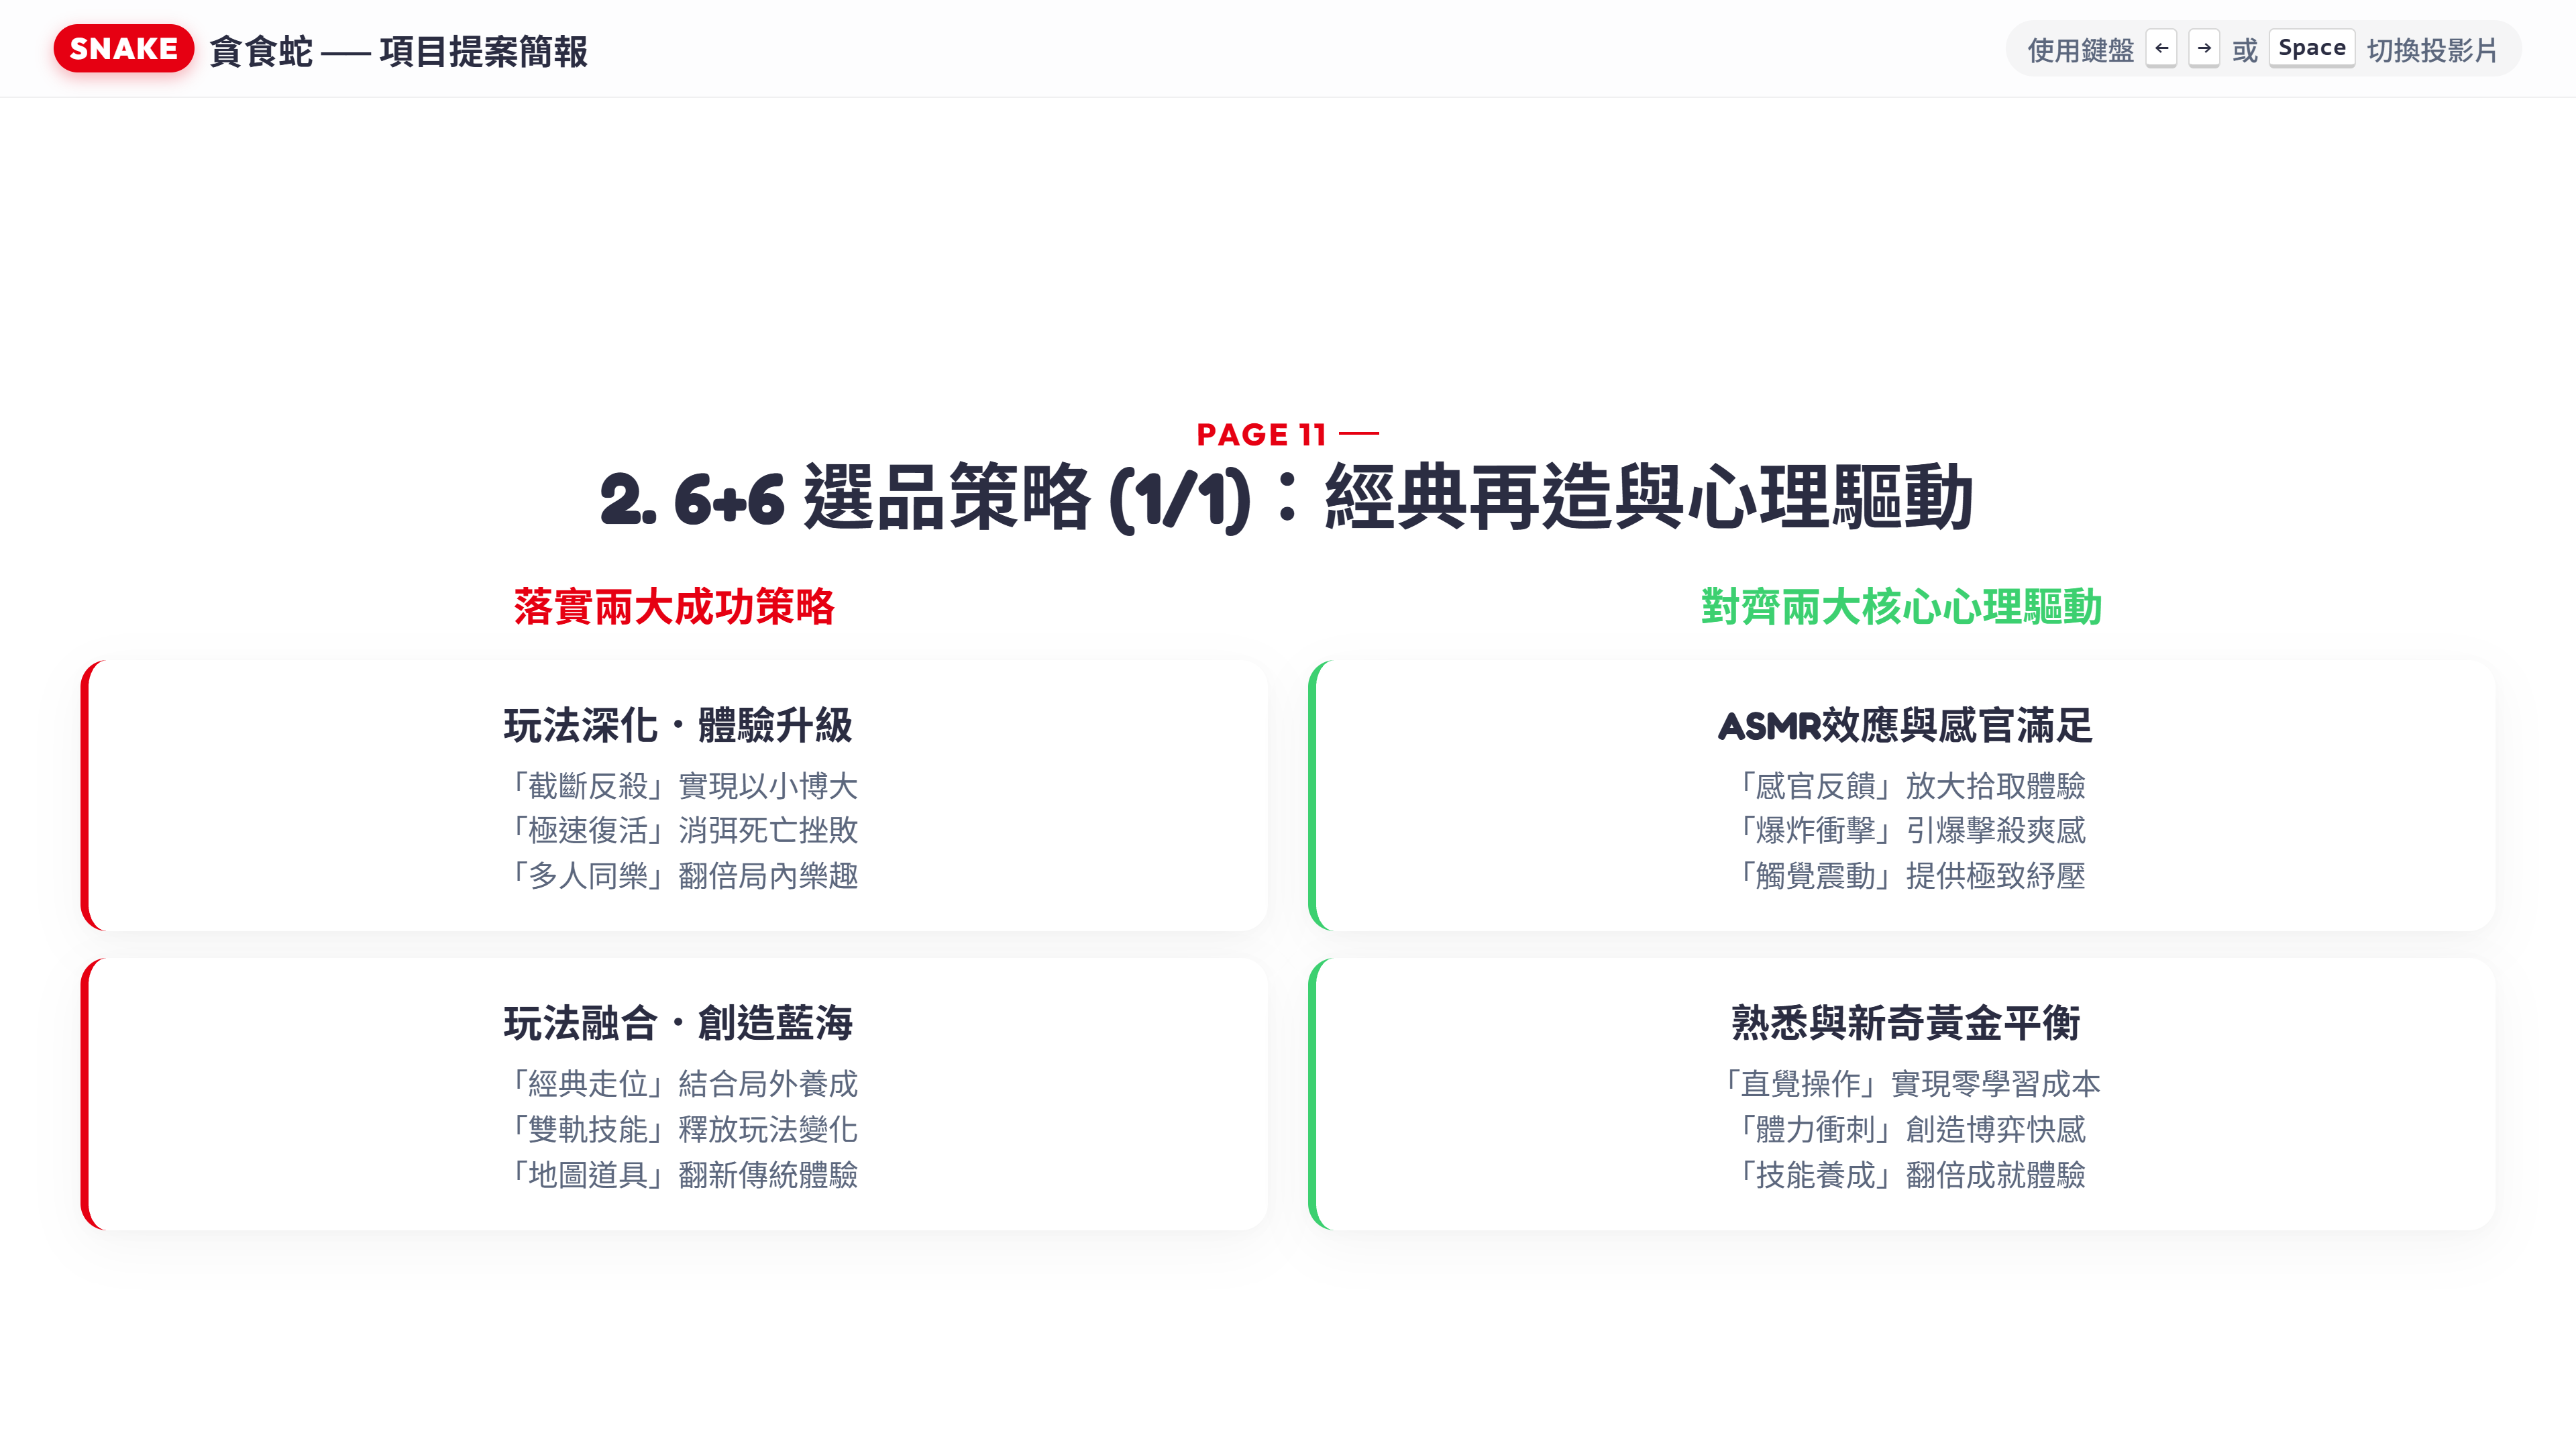 SNAKE 貪食蛇 —— 項目提案簡報
使用鍵盤 ← → 或 Space 切換投影片
PAGE 11 —
2. 6+6 選品策略 (1/1)：經典再造與心理驅動
落實兩大成功策略
玩法深化．體驗升級
「截斷反殺」實現以小博大
「極速復活」消弭死亡挫敗
「多人同樂」翻倍局內樂趣
玩法融合．創造藍海
「經典走位」結合局外養成
「雙軌技能」釋放玩法變化
「地圖道具」翻新傳統體驗
對齊兩大核心心理驅動
ASMR效應與感官滿足
「感官反饋」放大拾取體驗
「爆炸衝擊」引爆擊殺爽感
「觸覺震動」提供極致紓壓
熟悉與新奇黃金平衡
「直覺操作」實現零學習成本
「體力衝刺」創造博弈快感
「技能養成」翻倍成就體驗